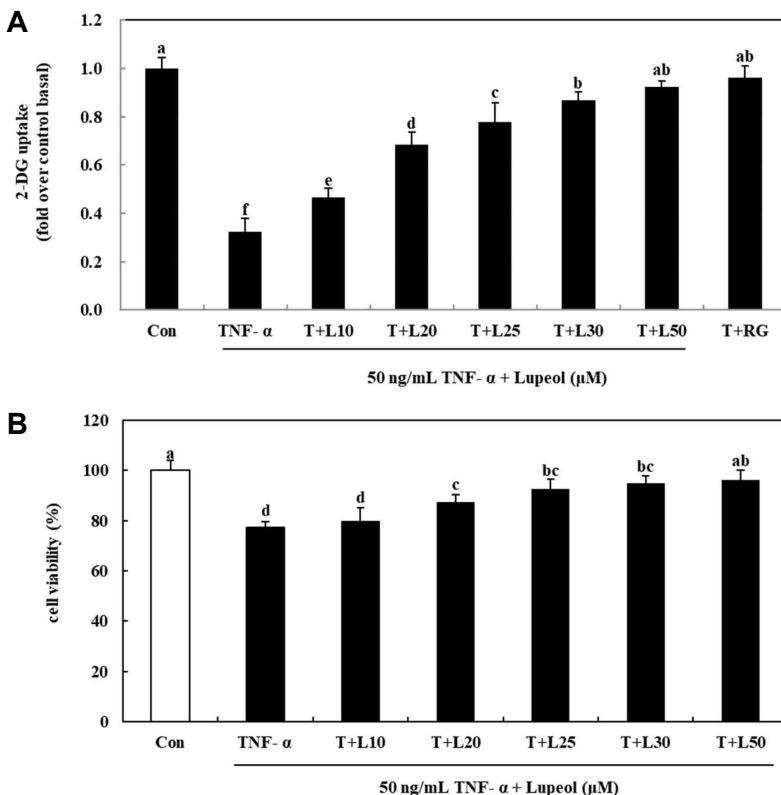 A
2-DG uptake
(fold over control basal)
1.2
1.0
0.8
0.6
0.4
0.2
0.0
a
f
e
d
c
b
ab
ab
Con TNF- α T+L10 T+L20 T+L25 T+L30 T+L50 T+RG
50 ng/mL TNF- α + Lupeol (μM)
B
cell viability (%)
120
100
80
60
40
20
0
a
d
d
c
bc
bc
ab
Con TNF- α T+L10 T+L20 T+L25 T+L30 T+L50
50 ng/mL TNF- α + Lupeol (μM)